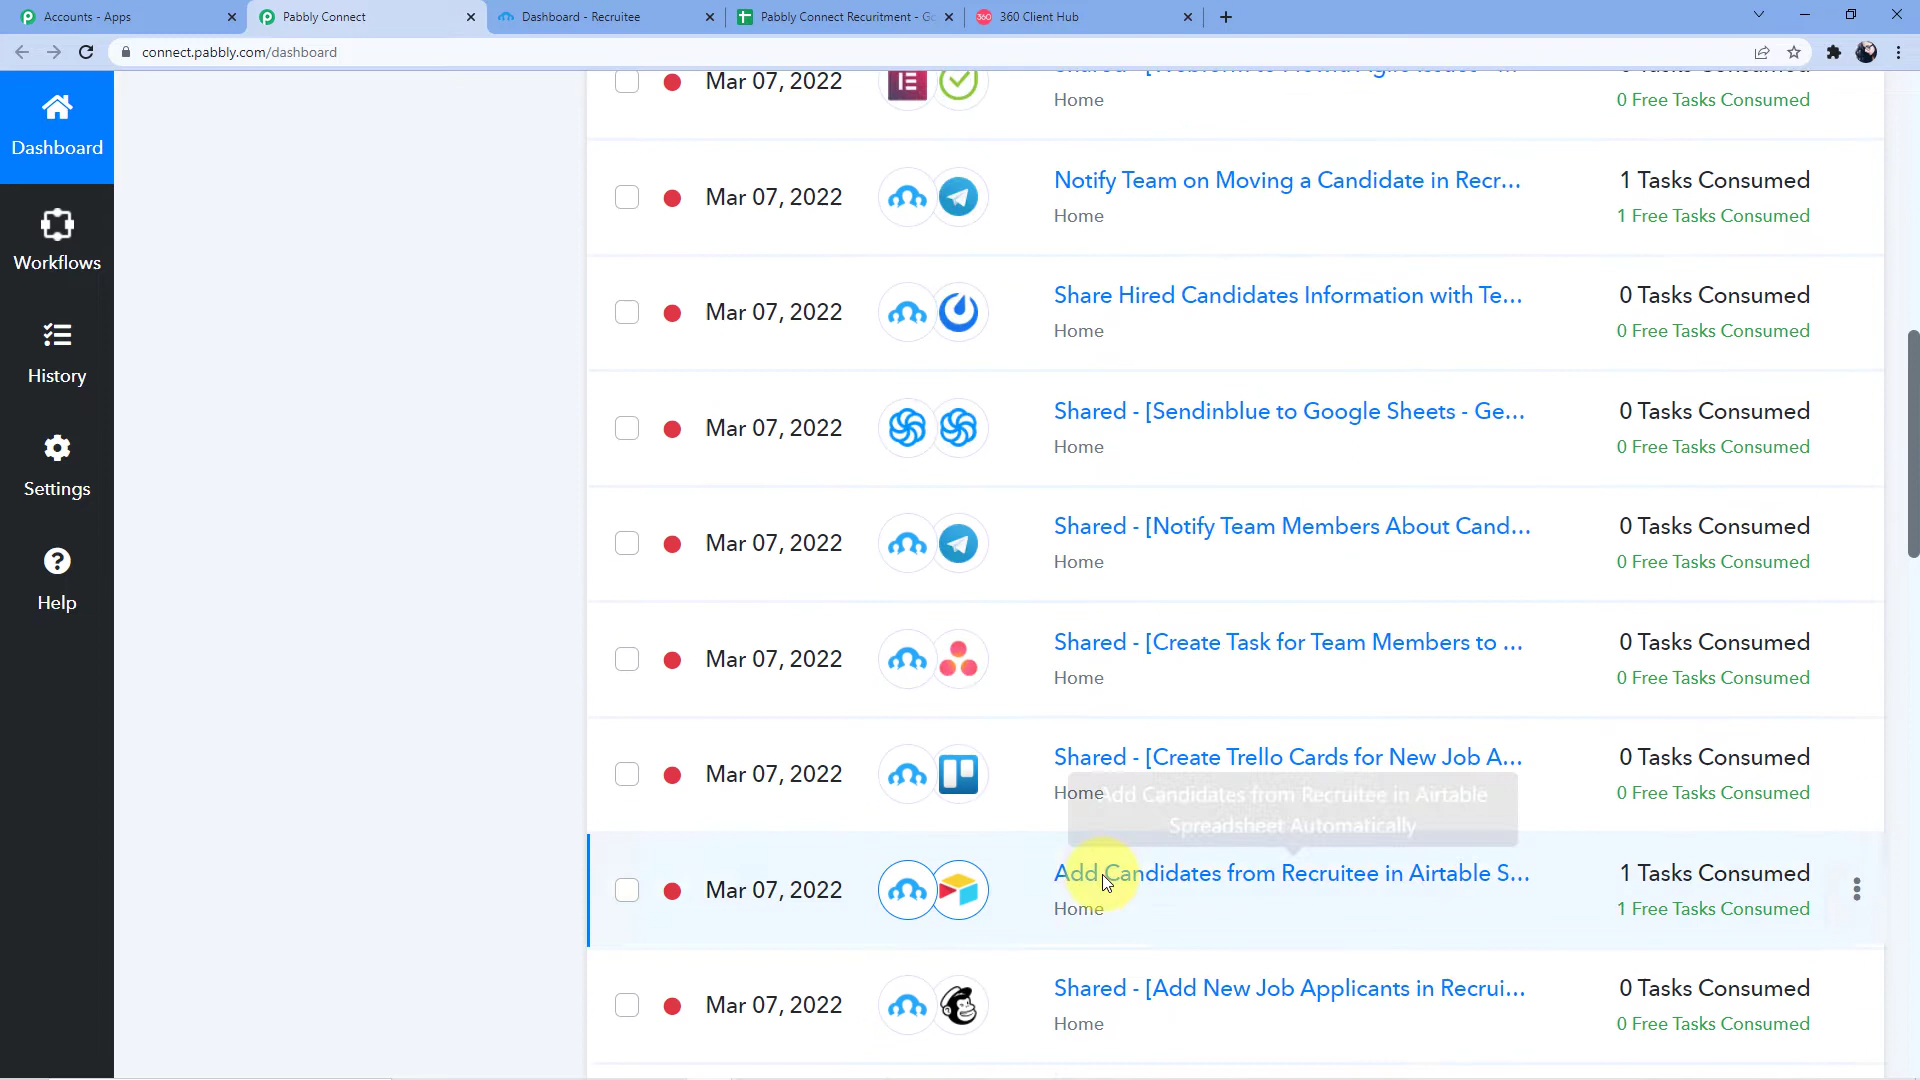 Accounts - Apps
Pabbly Connect
Dashboard - Recruitee
Pabbly Connect Recuritment - Go
360 Client Hub
connect.pabbly.com/dashboard
Dashboard
Workflows
History
Settings
Help
Mar 07, 2022
Home
0 Free Tasks Consumed
Mar 07, 2022
Notify Team on Moving a Candidate in Recr...
Home
1 Tasks Consumed
1 Free Tasks Consumed
Mar 07, 2022
Share Hired Candidates Information with Te...
Home
0 Tasks Consumed
0 Free Tasks Consumed
Mar 07, 2022
Shared - [Sendinblue to Google Sheets - Ge...
Home
0 Tasks Consumed
0 Free Tasks Consumed
Mar 07, 2022
Shared - [Notify Team Members About Cand...
Home
0 Tasks Consumed
0 Free Tasks Consumed
Mar 07, 2022
Shared - [Create Task for Team Members to ...
Home
0 Tasks Consumed
0 Free Tasks Consumed
Mar 07, 2022
Shared - [Create Trello Cards for New Job A...
Home
0 Tasks Consumed
0 Free Tasks Consumed
Add Candidates from Recruitee in Airtable
Spreadsheet Automatically
Mar 07, 2022
Add Candidates from Recruitee in Airtable S...
Home
1 Tasks Consumed
1 Free Tasks Consumed
Mar 07, 2022
Shared - [Add New Job Applicants in Recrui...
Home
0 Tasks Consumed
0 Free Tasks Consumed